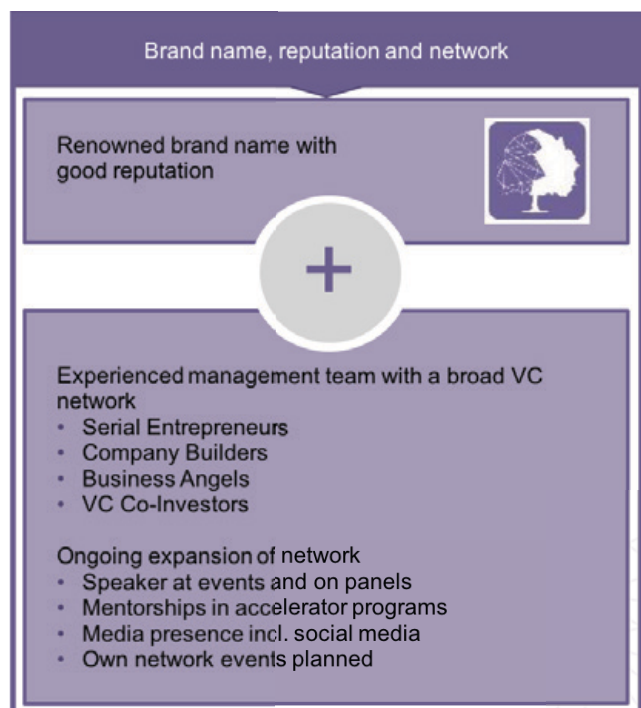 Brand name, reputation and network
Renowned brand name with
good reputation
+
Experienced management team with a broad VC
network
• Serial Entrepreneurs
• Company Builders
• Business Angels
• VC Co-Investors
Ongoing expansion of network
• Speaker at events and on panels
• Mentorships in accelerator programs
• Media presence incl. social media
• Own network events planned